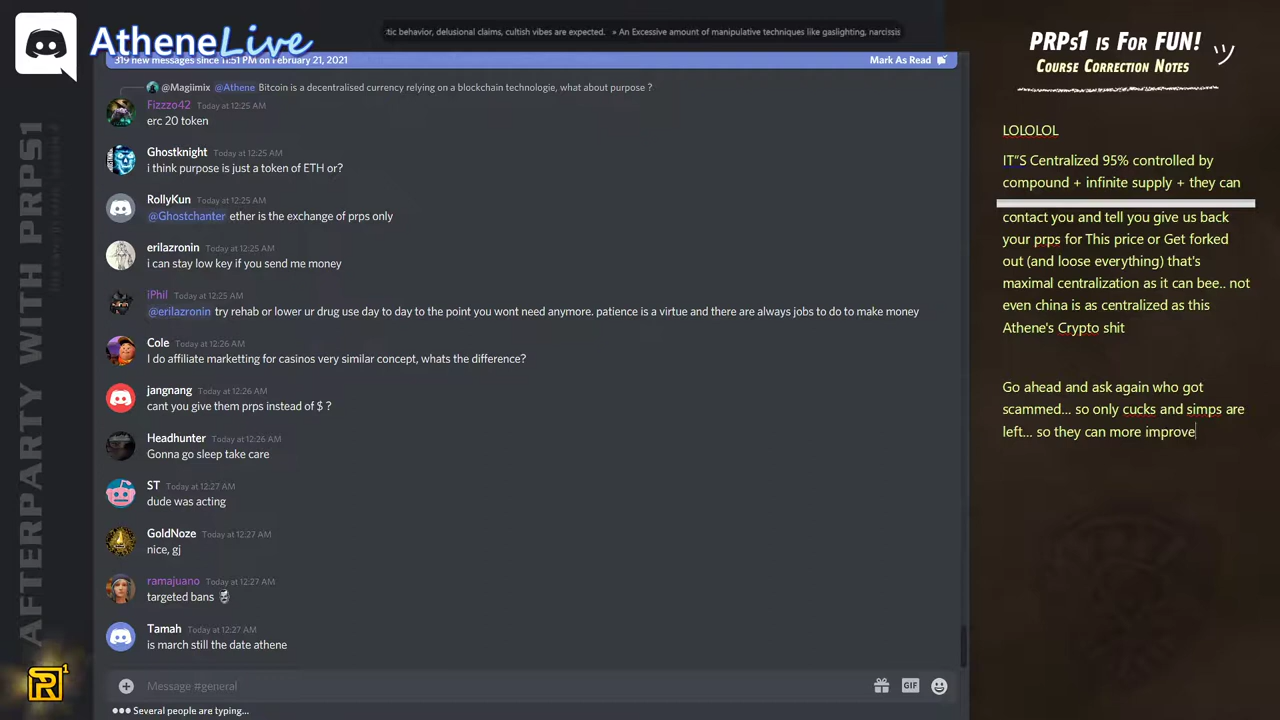 AtheneLive
tic behavior, delusional claims, cultish vibes are expected. » An Excessive amount of manipulative techniques like gaslighting, narcissis
319 new messages since 11:51 PM on February 21, 2021
Mark As Read
@Magiimix @Athene Bitcoin is a decentralised currency relying on a blockchain technologie, what about purpose ?
Fizzzo42 Today at 12:25 AM
erc 20 token
Ghostknight Today at 12:25 AM
i think purpose is just a token of ETH or?
RollyKun Today at 12:25 AM
@Ghostchanter ether is the exchange of prps only
erilazronin Today at 12:25 AM
i can stay low key if you send me money
iPhil Today at 12:25 AM
@erilazronin try rehab or lower ur drug use day to day to the point you wont need anymore. patience is a virtue and there are always jobs to do to make money
Cole Today at 12:26 AM
I do affiliate marketting for casinos very similar concept, whats the difference?
jangnang Today at 12:26 AM
cant you give them prps instead of $ ?
Headhunter Today at 12:26 AM
Gonna go sleep take care
ST Today at 12:27 AM
dude was acting
GoldNoze Today at 12:27 AM
nice, gj
ramajuano Today at 12:27 AM
targeted bans
Tamah Today at 12:27 AM
is march still the date athene
Message #general
GIF
Several people are typing...
AFTERPARTY WITH PRPS1
R1
PRPs1 is For FUN!
ツ
Course Correction Notes
LOLOLOL
IT"S Centralized 95% controlled by
compound + infinite supply + they can
contact you and tell you give us back
your prps for This price or Get forked
out (and loose everything) that's
maximal centralization as it can bee.. not
even china is as centralized as this
Athene's Crypto shit
Go ahead and ask again who got
scammed... so only cucks and simps are
left... so they can more improve